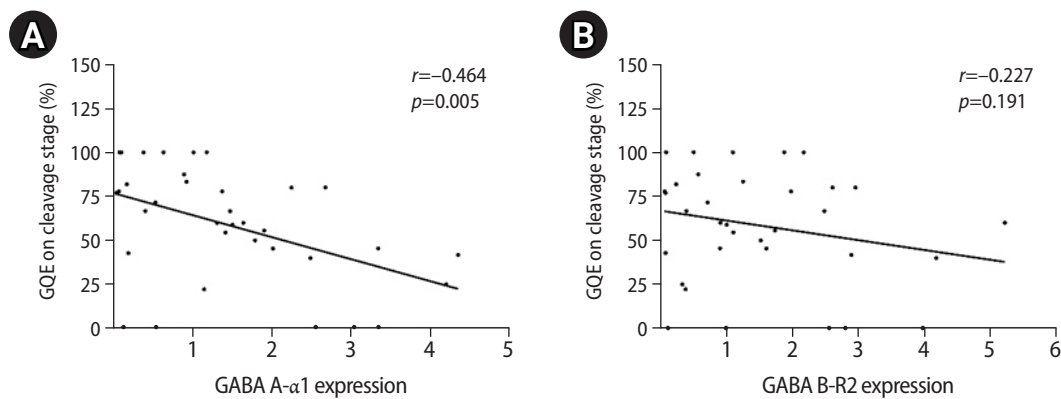 A
r=–0.464
p=0.005
GQE on cleavage stage (%)
150
125
100
75
50
25
0
1 2 3 4 5
GABA A-α1 expression
B
r=–0.227
p=0.191
GQE on cleavage stage (%)
150
125
100
75
50
25
0
1 2 3 4 5 6
GABA B-R2 expression